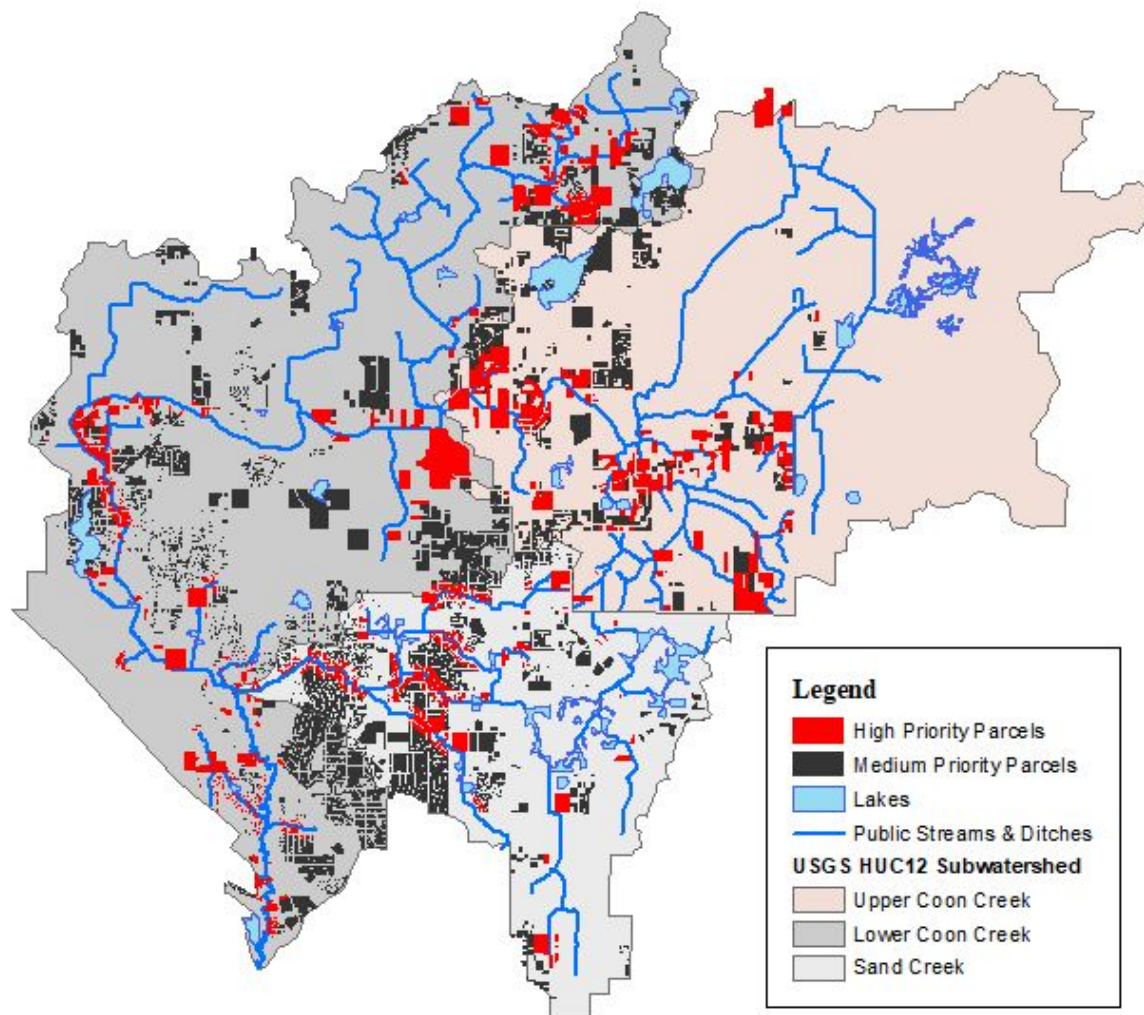 Legend
High Priority Parcels
Medium Priority Parcels
Lakes
Public Streams & Ditches
USGS HUC12 Subwatershed
Upper Coon Creek
Lower Coon Creek
Sand Creek